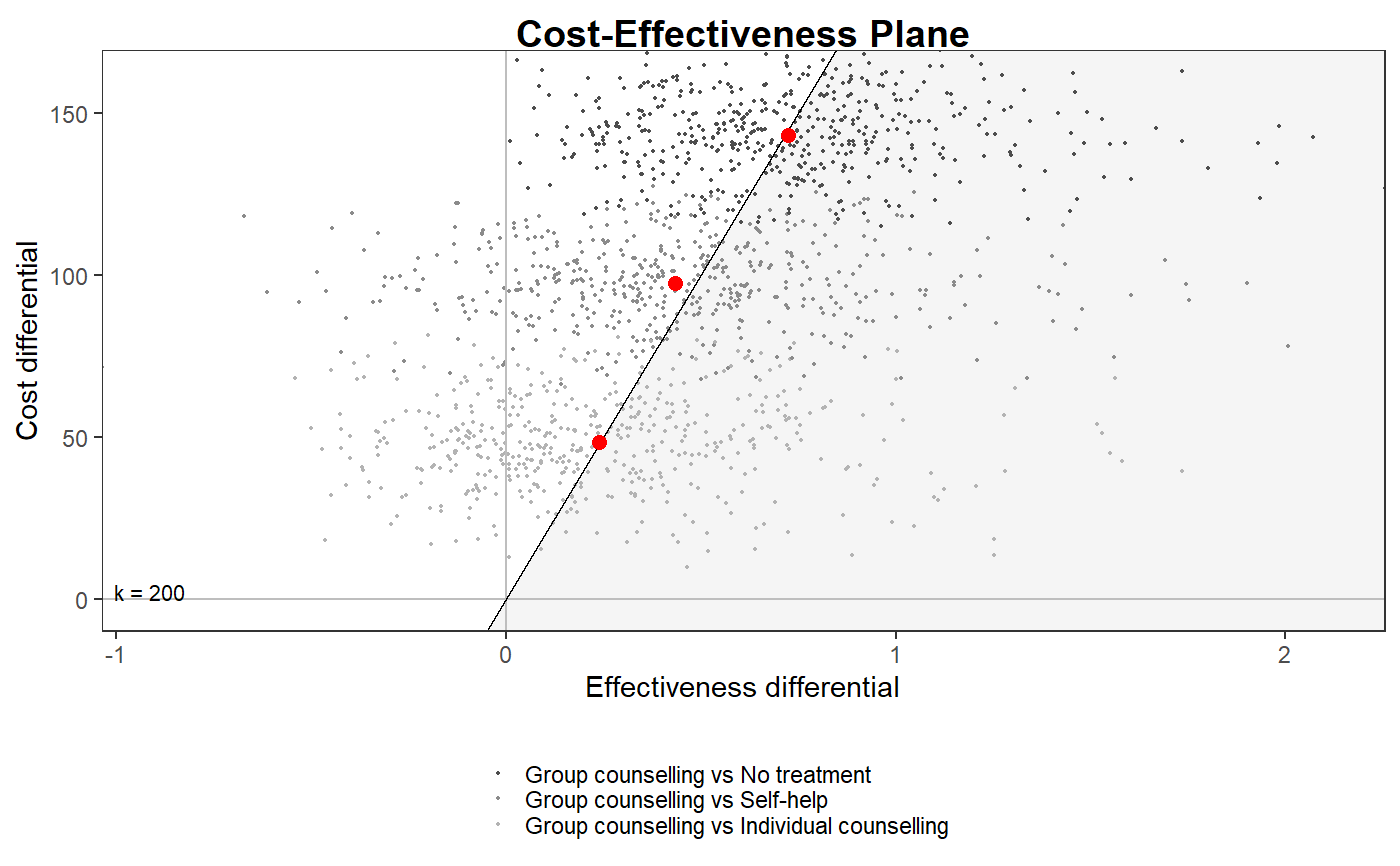 Cost-Effectiveness Plane
150
100
50
0
Cost differential
k = 200
-1
0
1
2
Effectiveness differential
Group counselling vs No treatment
Group counselling vs Self-help
Group counselling vs Individual counselling